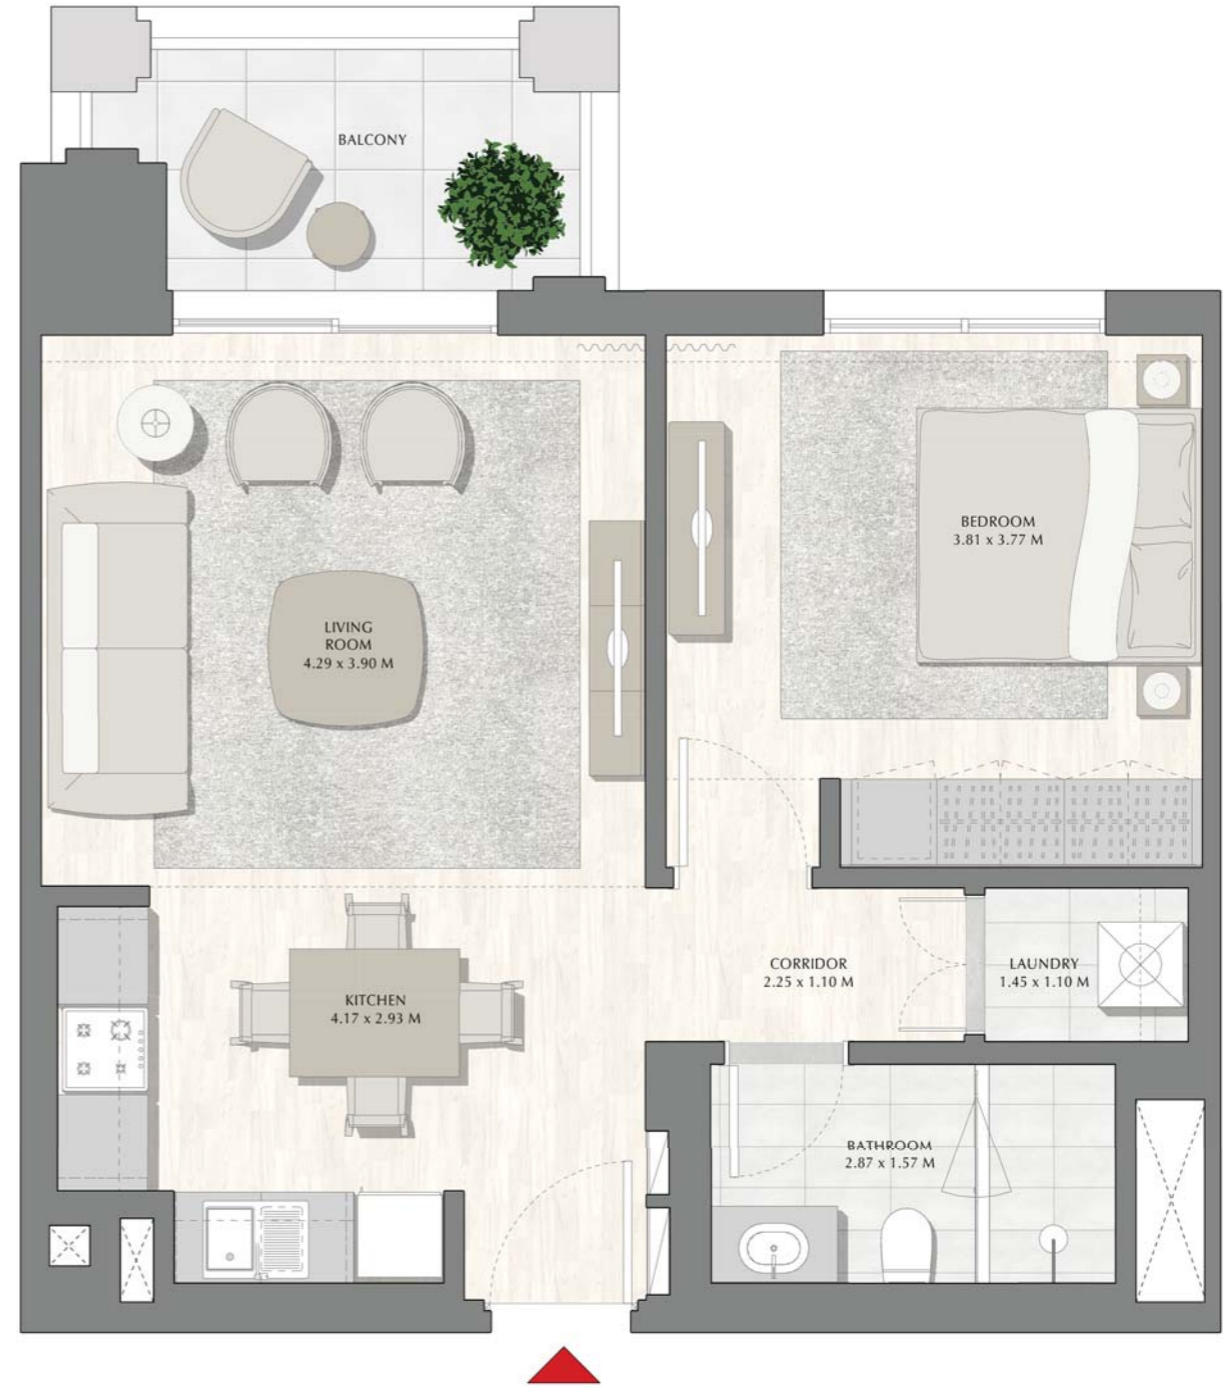 BALCONY
BEDROOM
3.81 x 3.77 M
LIVING
ROOM
4.29 x 3.90 M
CORRIDOR
2.25 x 1.10 M
LAUNDRY
1.45 x 1.10 M
KITCHEN
4.17 x 2.93 M
BATHROOM
2.87 x 1.57 M